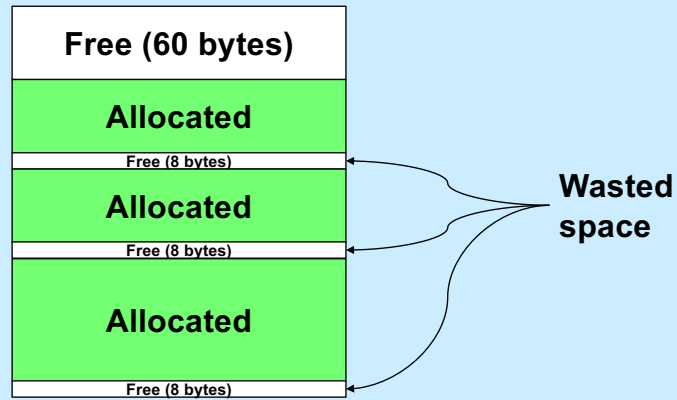 Free (60 bytes)
Allocated
Free (8 bytes)
Allocated
Free (8 bytes)
Allocated
Free (8 bytes)
Wasted
space